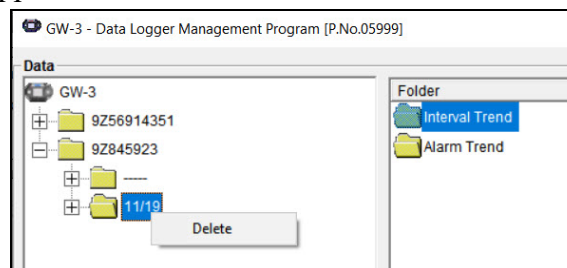 GW-3 - Data Logger Management Program [P.No.05999]
Data
GW-3
9Z56914351
9Z845923
-----
11/19
Delete
Folder
Interval Trend
Alarm Trend